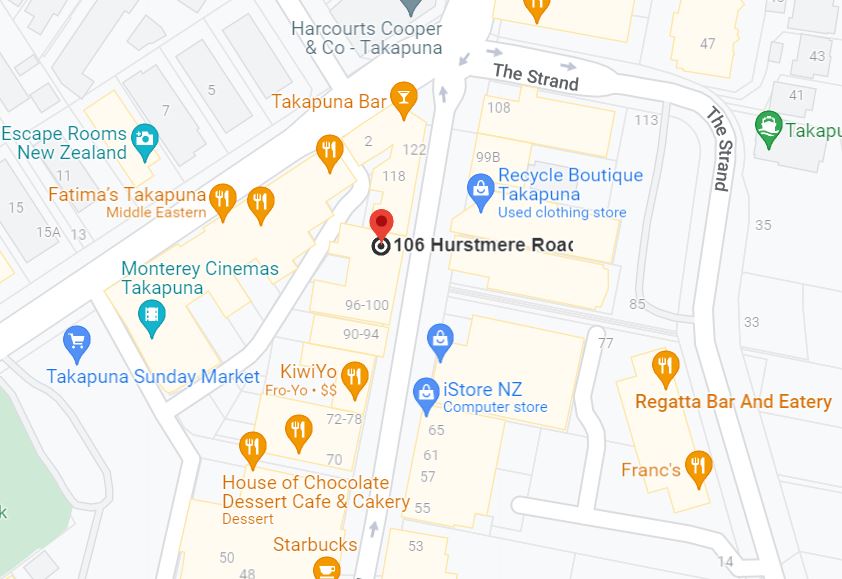 Harcourts Cooper
& Co - Takapuna
47
43
The Strand
41
Takapuna Bar
5
7
108
113
The Strand
Takapu
Escape Rooms
New Zealand
2
122
99B
11
118
Recycle Boutique
Takapuna
Used clothing store
Fatima's Takapuna
Middle Eastern
15
15A
13
35
106 Hurstmere Road
Monterey Cinemas
Takapuna
96-100
85
33
90-94
77
Takapuna Sunday Market
KiwiYo
Fro-Yo • $$
iStore NZ
Computer store
Regatta Bar And Eatery
72-78
65
70
61
Franc's
57
House of Chocolate
Dessert Cafe & Cakery
Dessert
55
k
Starbucks
53
50
48
14